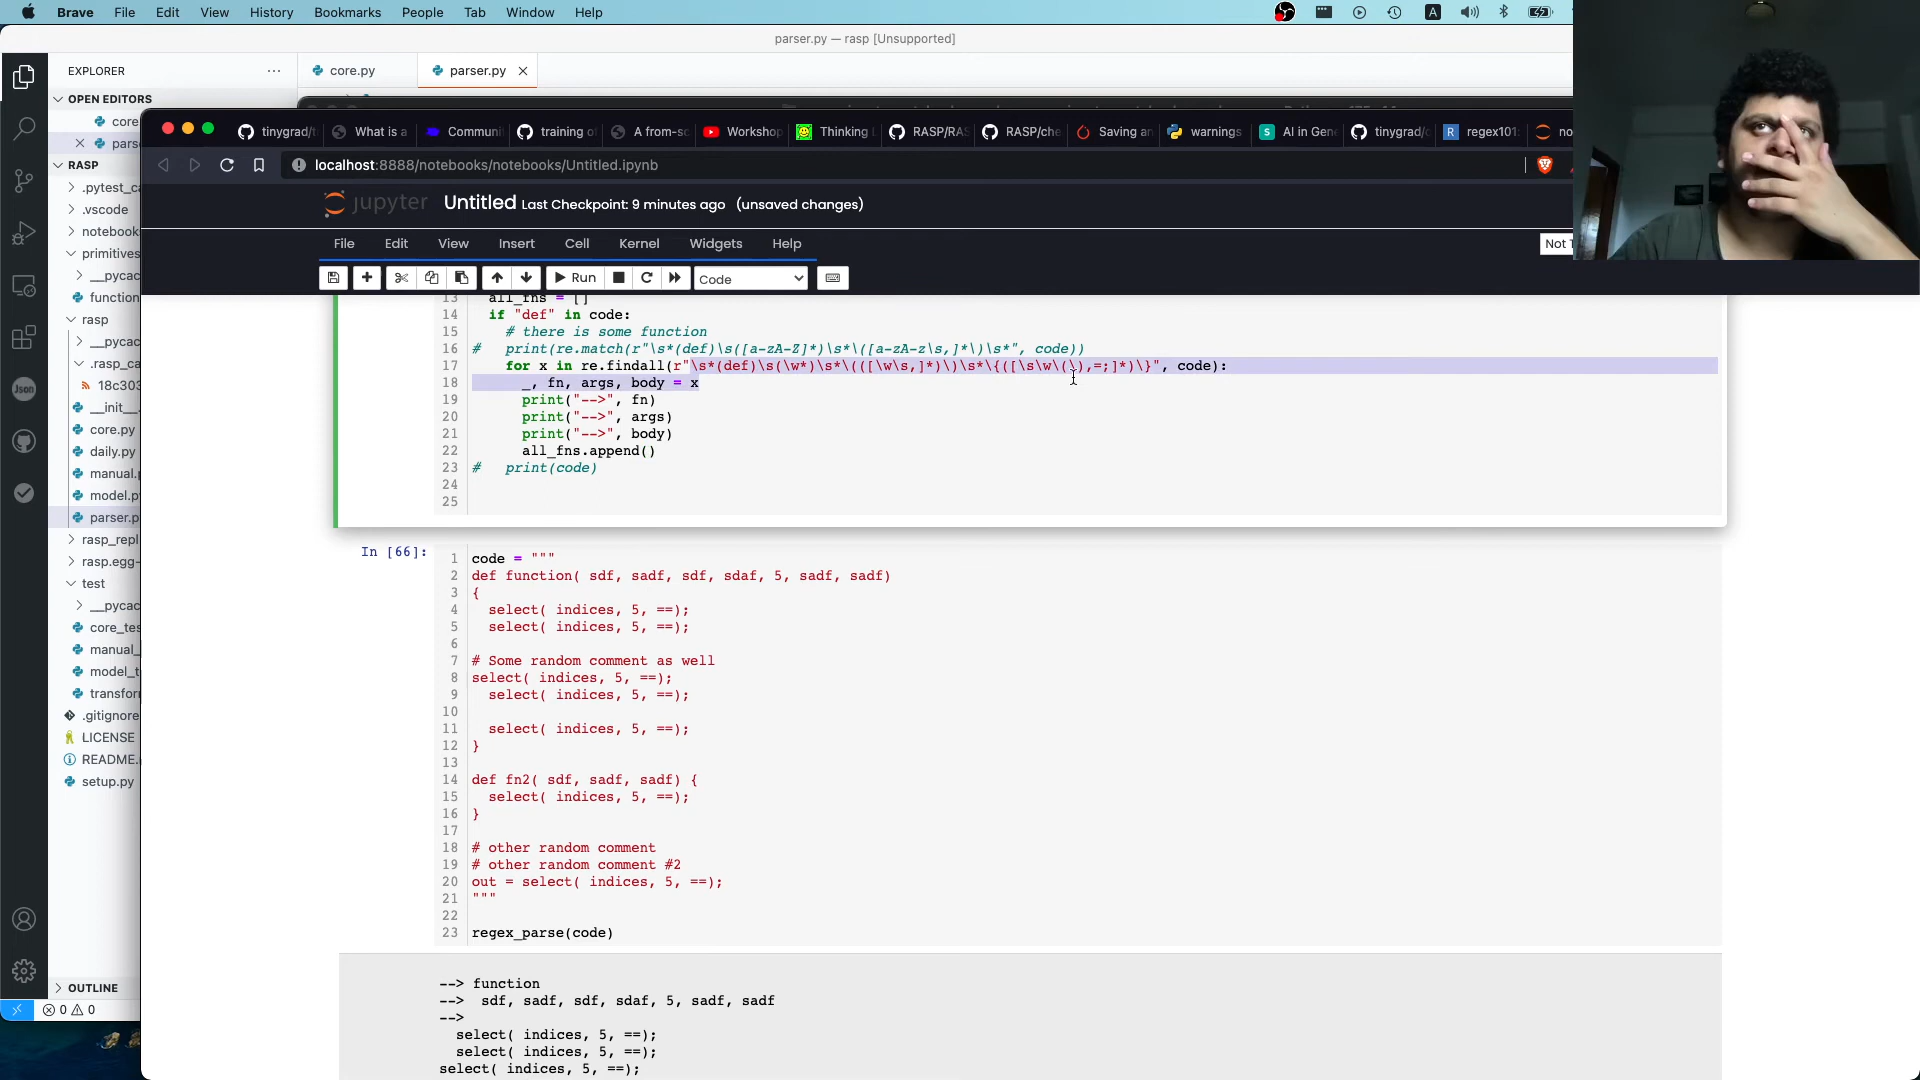 Brave File Edit View History Bookmarks People Tab Window Help
parser.py — rasp [Unsupported]
EXPLORER
core.py
parser.py
OPEN EDITORS
core
parse
RASP
.pytest_ca
.vscode
notebook
primitives
__pycac
function
rasp
__pycac
.rasp_ca
18c303
__init__.
core.py
daily.py
manual.p
model.p
parser.p
rasp_repl
rasp.egg-
test
__pycac
core_tes
manual_
model_t
transfor
.gitignore
LICENSE
README.
setup.py
OUTLINE
0 0
tinygrad/t
What is a
Communi
training o
A from-sc
Workshop
Thinking
RASP/RAS
RASP/che
Saving an
warnings
AI in Gene
tinygrad/c
regex101:
no
localhost:8888/notebooks/notebooks/Untitled.ipynb
jupyter Untitled Last Checkpoint: 9 minutes ago (unsaved changes)
File Edit View Insert Cell Kernel Widgets Help
Not T
Run
Code
13 all_fns = []
14 if "def" in code:
15 # there is some function
16 # print(re.match(r"\s*(def)\s([a-zA-Z]*)\s*\([a-zA-z\s,]*\)\s*", code))
17 for x in re.findall(r"\s*(def)\s(\w*)\s*\(([\w\s,]*)\)\s*\{([\s\w\(\),=;]*)\}", code):
18 _, fn, args, body = x
19 print("-->", fn)
20 print("-->", args)
21 print("-->", body)
22 all_fns.append()
23 # print(code)
24
25
In [66]:
1 code = """
2 def function( sdf, sadf, sdf, sdaf, 5, sadf, sadf)
3 {
4 select( indices, 5, ==);
5 select( indices, 5, ==);
6
7 # Some random comment as well
8 select( indices, 5, ==);
9 select( indices, 5, ==);
10
11 select( indices, 5, ==);
12 }
13
14 def fn2( sdf, sadf, sadf) {
15 select( indices, 5, ==);
16 }
17
18 # other random comment
19 # other random comment #2
20 out = select( indices, 5, ==);
21 """
22
23 regex_parse(code)
--> function
--> sdf, sadf, sdf, sdaf, 5, sadf, sadf
-->
select( indices, 5, ==);
select( indices, 5, ==);
select( indices, 5, ==);